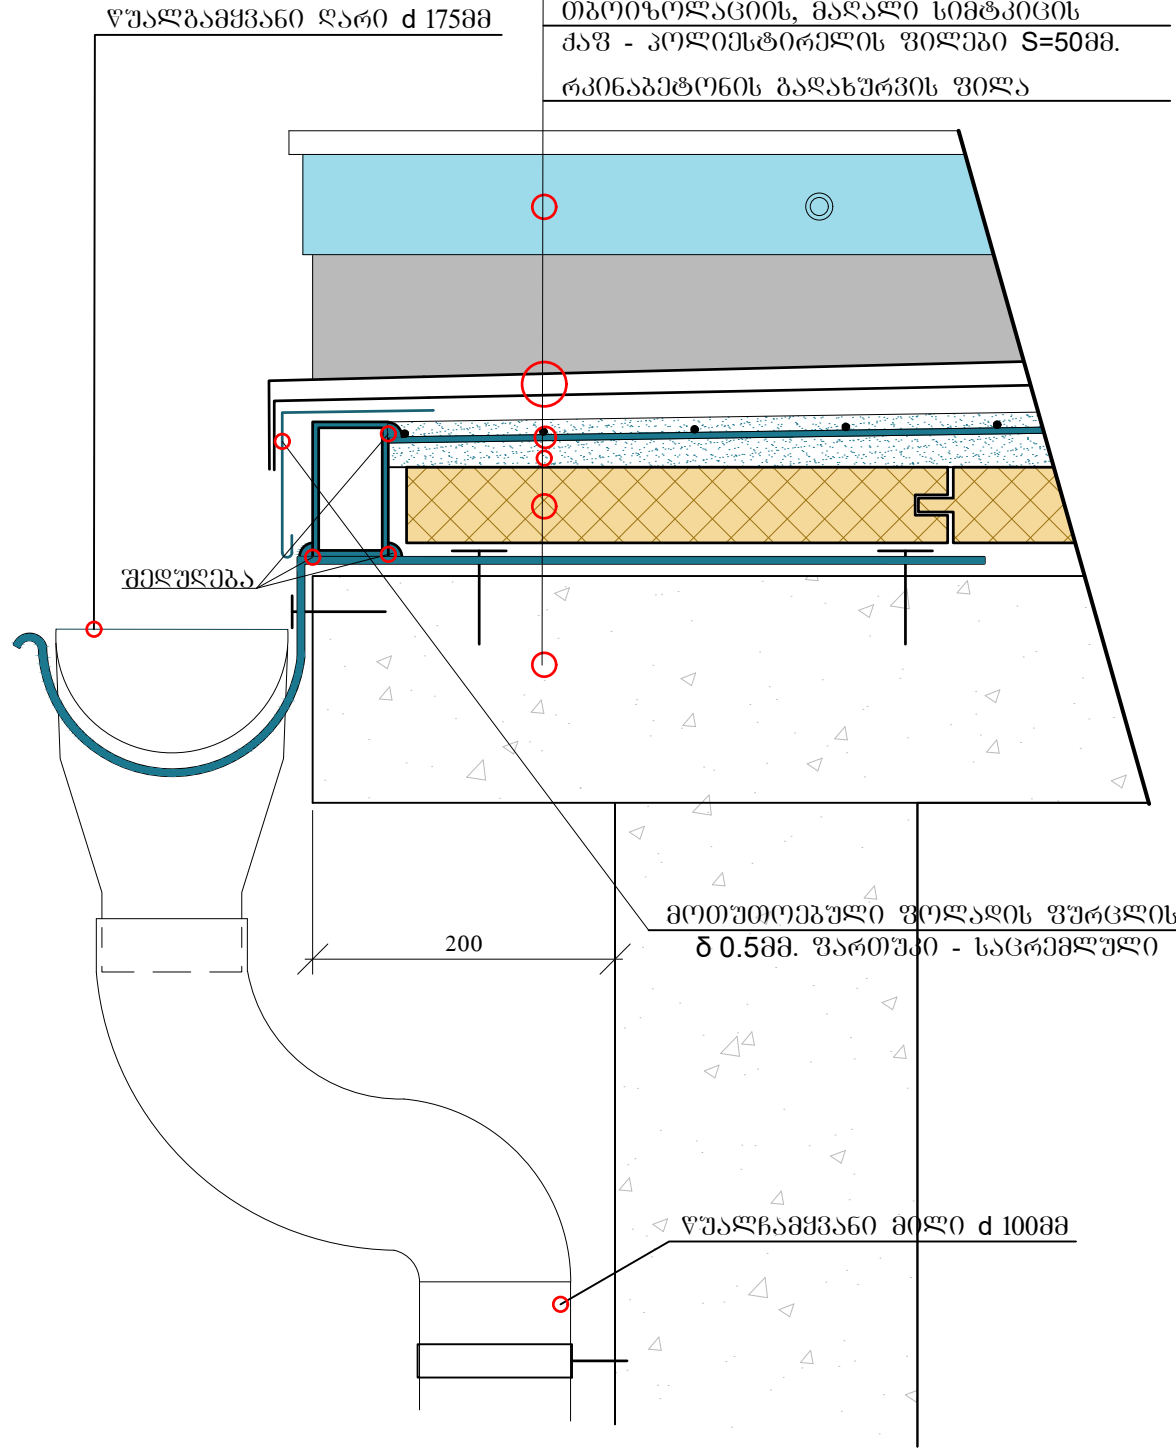 წყალგამყვანი ღარი d 175მმ
თბოიზოლაციის, მაღალი სიმტკიცის
ქაფ - პოლიესტირელის ფილები S=50მმ.
რკინაბეტონის გადახურვის ფილა
შედუღება
მოთუთოებული ფოლადის ფურცლის
δ 0.5მმ. ფართუკი - საცრემლული
200
წყალჩამყვანი მილი d 100მმ